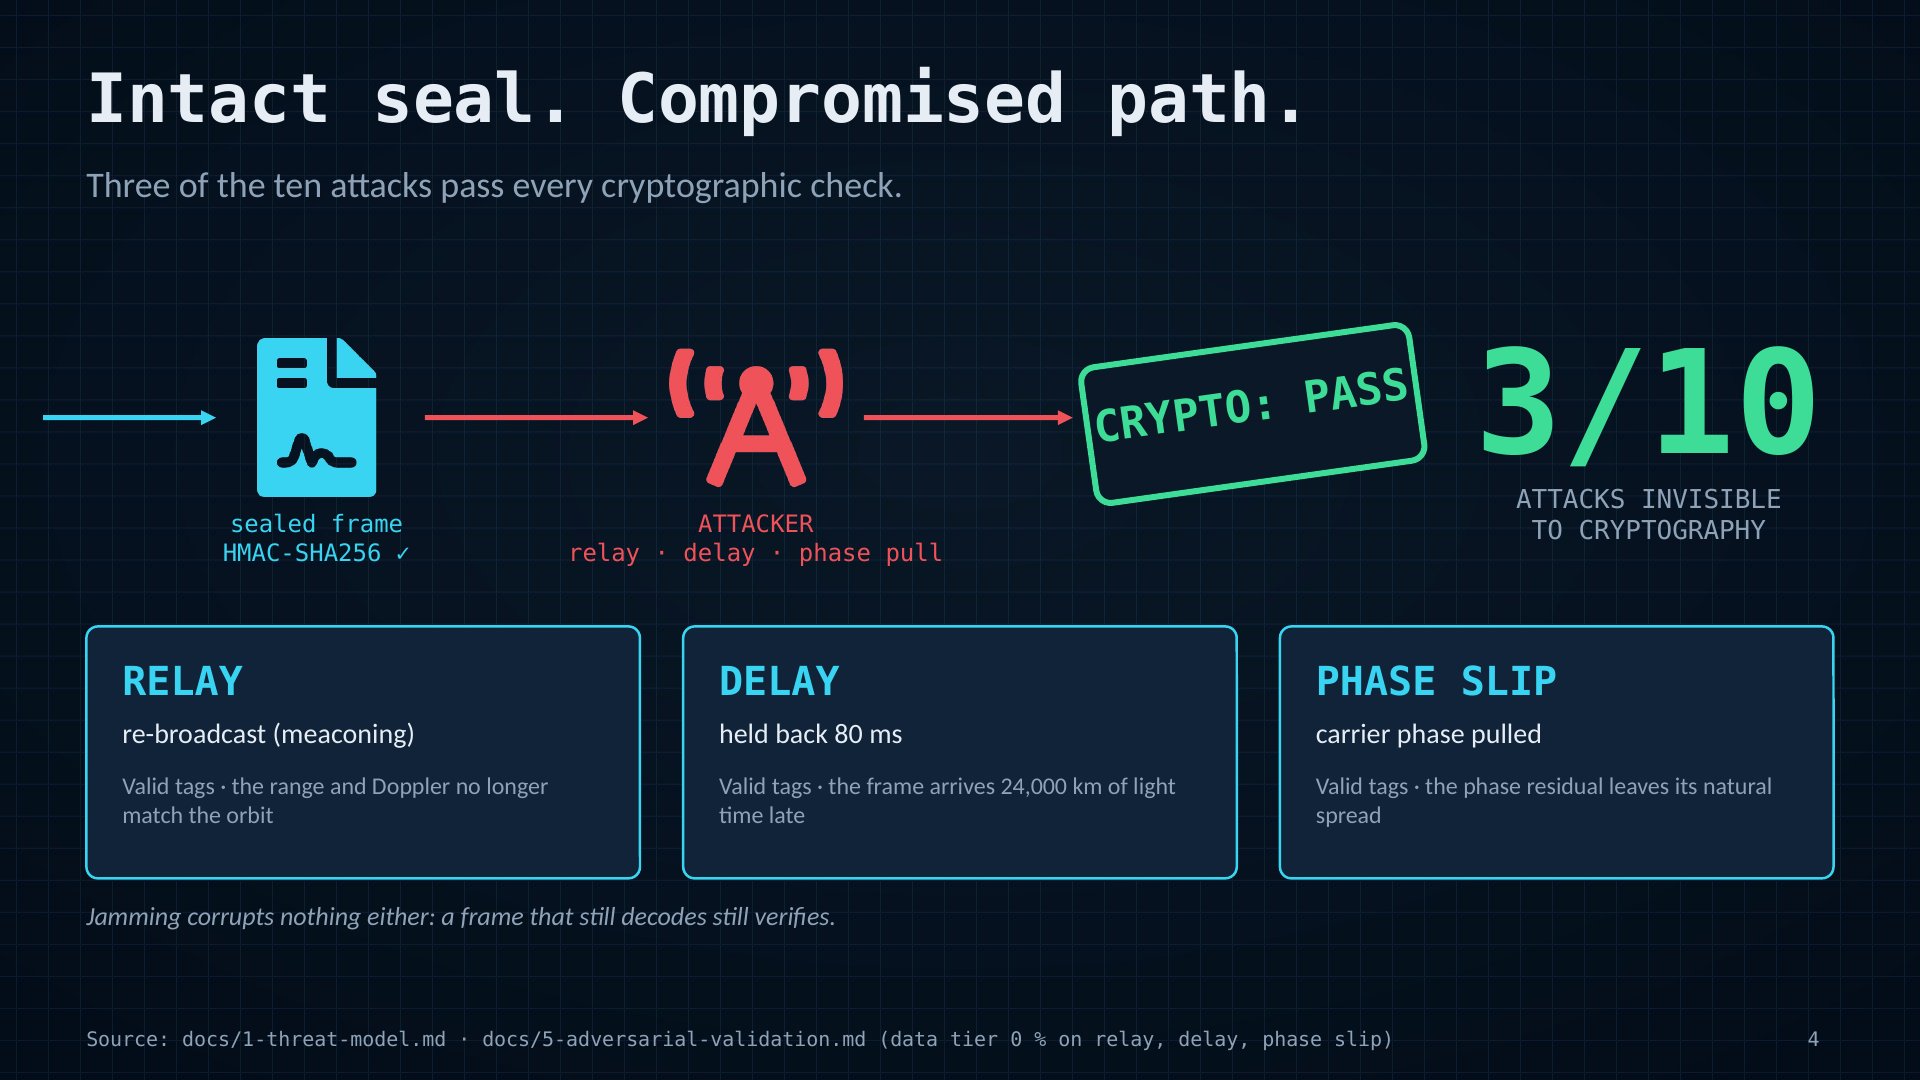 Intact seal. Compromised path.
Three of the ten attacks pass every cryptographic check.
sealed frame
HMAC-SHA256 ✓
ATTACKER
relay · delay · phase pull
CRYPTO: PASS
3/10
ATTACKS INVISIBLE
TO CRYPTOGRAPHY
RELAY
re-broadcast (meaconing)
Valid tags · the range and Doppler no longer
match the orbit
DELAY
held back 80 ms
Valid tags · the frame arrives 24,000 km of light
time late
PHASE SLIP
carrier phase pulled
Valid tags · the phase residual leaves its natural
spread
Jamming corrupts nothing either: a frame that still decodes still verifies.
Source: docs/1-threat-model.md · docs/5-adversarial-validation.md (data tier 0 % on relay, delay, phase slip)
4